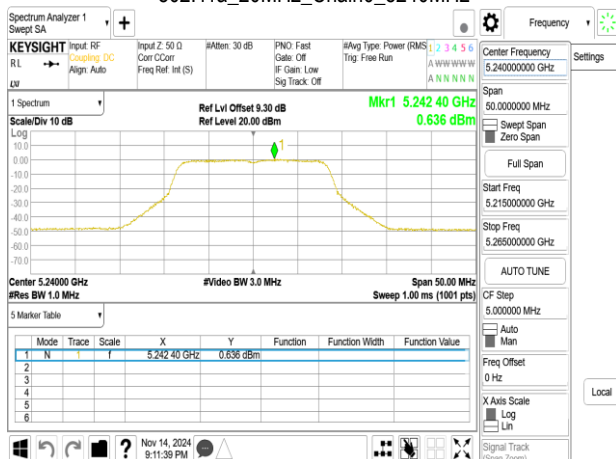 Spectrum Analyzer 1
Swept SA
Frequency
KEYSIGHT
RL
Input: RF
Coupling: DC
Align: Auto
Input Z: 50 Ω
Corr CCorr
Freq Ref: Int (S)
#Atten: 30 dB
PNO: Fast
Gate: Off
IF Gain: Low
Sig Track: Off
#Avg Type: Power (RMS
Trig: Free Run
1 2 3 4 5 6
A W W W W W
A N N N N N
1 Spectrum
Scale/Div 10 dB
Log
Ref Lvl Offset 9.30 dB
Ref Level 20.00 dBm
Mkr1 5.242 40 GHz
0.636 dBm
10.0
0.00
-10.0
-20.0
-30.0
-40.0
-50.0
-60.0
-70.0
1
Center 5.24000 GHz
#Res BW 1.0 MHz
#Video BW 3.0 MHz
Span 50.00 MHz
Sweep 1.00 ms (1001 pts)
5 Marker Table
Mode Trace Scale X Y Function Function Width Function Value
1 N 1 f 5.242 40 GHz 0.636 dBm
2
3
4
5
6
Nov 14, 2024
9:11:39 PM
Center Frequency
5.240000000 GHz
Settings
Span
50.0000000 MHz
Swept Span
Zero Span
Full Span
Start Freq
5.215000000 GHz
Stop Freq
5.265000000 GHz
AUTO TUNE
CF Step
5.000000 MHz
Auto
Man
Freq Offset
0 Hz
X Axis Scale
Log
Lin
Local
Signal Track
(Span Zoom)